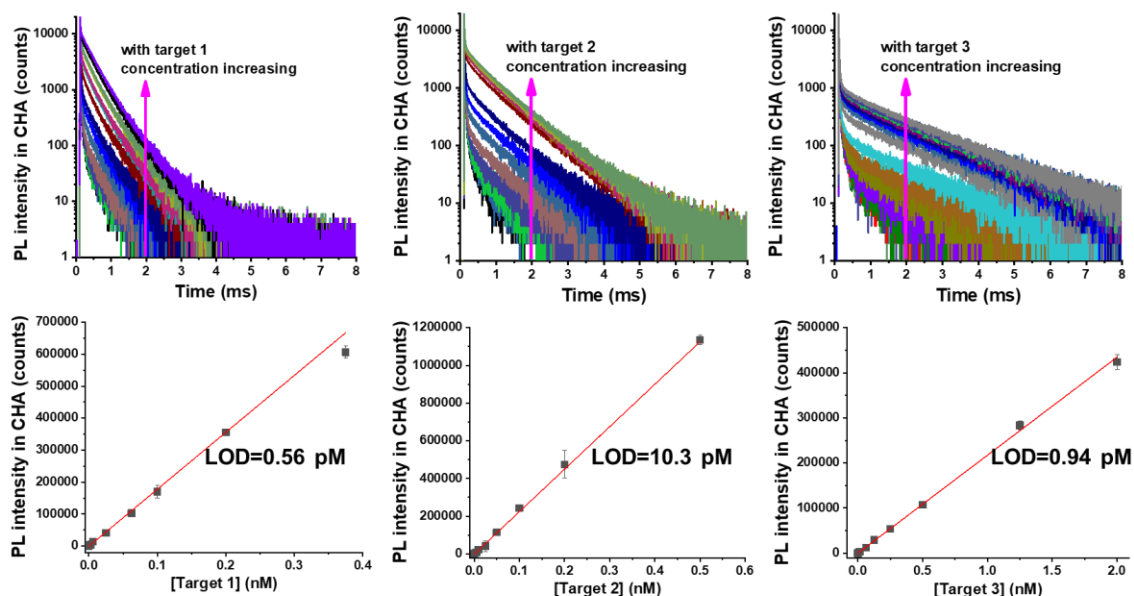 PL intensity in CHA (counts)
10000
1000
100
10
1
with target 1
concentration increasing
0 1 2 3 4 5 6 7 8
Time (ms)
PL intensity in CHA (counts)
10000
1000
100
10
1
with target 2
concentration increasing
0 1 2 3 4 5 6 7 8
Time (ms)
PL intensity in CHA (counts)
10000
1000
100
10
1
with target 3
concentration increasing
0 1 2 3 4 5 6 7 8
Time (ms)
PL intensity in CHA (counts)
700000
600000
500000
400000
300000
200000
100000
0
LOD=0.56 pM
0.0 0.1 0.2 0.3 0.4
[Target 1] (nM)
PL intensity in CHA (counts)
1200000
1000000
800000
600000
400000
200000
0
LOD=10.3 pM
0.0 0.1 0.2 0.3 0.4 0.5 0.6
[Target 2] (nM)
PL intensity in CHA (counts)
500000
400000
300000
200000
100000
0
LOD=0.94 pM
0.0 0.5 1.0 1.5 2.0
[Target 3] (nM)